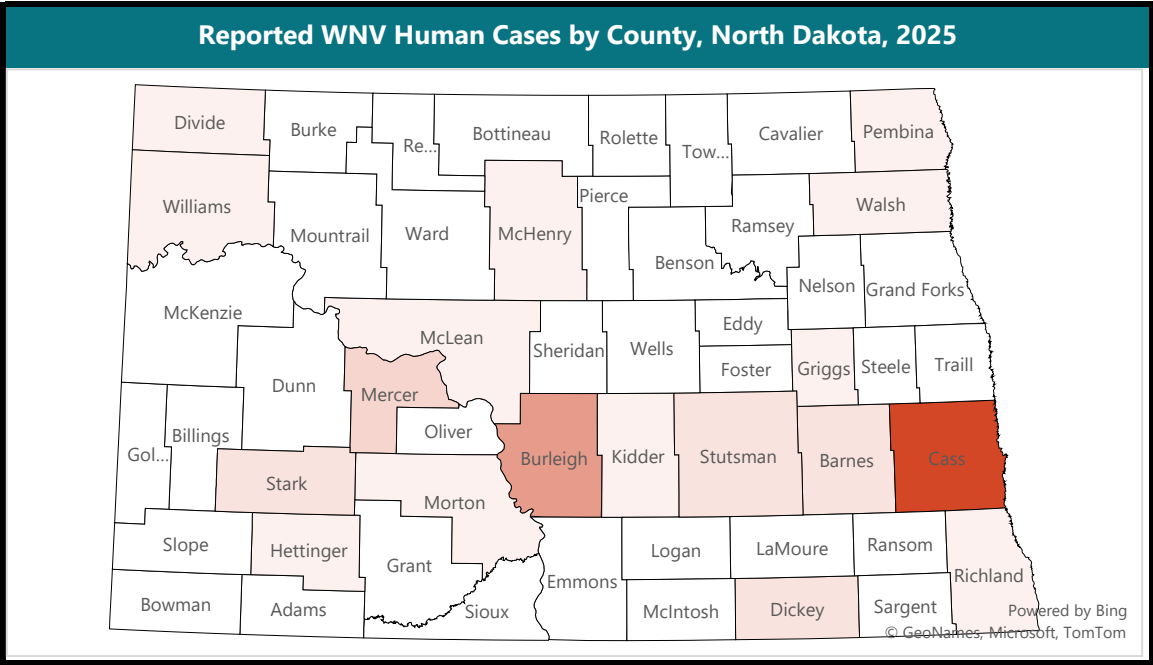 Reported WNV Human Cases by County, North Dakota, 2025
Divide
Burke
Re...
Bottineau
Rolette
Tow...
Cavalier
Pembina
Williams
Mountrail
Ward
McHenry
Pierce
Benson
Ramsey
Walsh
Nelson
Grand Forks
McKenzie
Dunn
McLean
Sheridan
Wells
Eddy
Foster
Griggs
Steele
Traill
Mercer
Oliver
Gol...
Billings
Stark
Burleigh
Kidder
Stutsman
Barnes
Cass
Morton
Slope
Hettinger
Grant
Emmons
Logan
LaMoure
Ransom
Richland
Bowman
Adams
Sioux
McIntosh
Dickey
Sargent
Powered by Bing
© GeoNames, Microsoft, TomTom